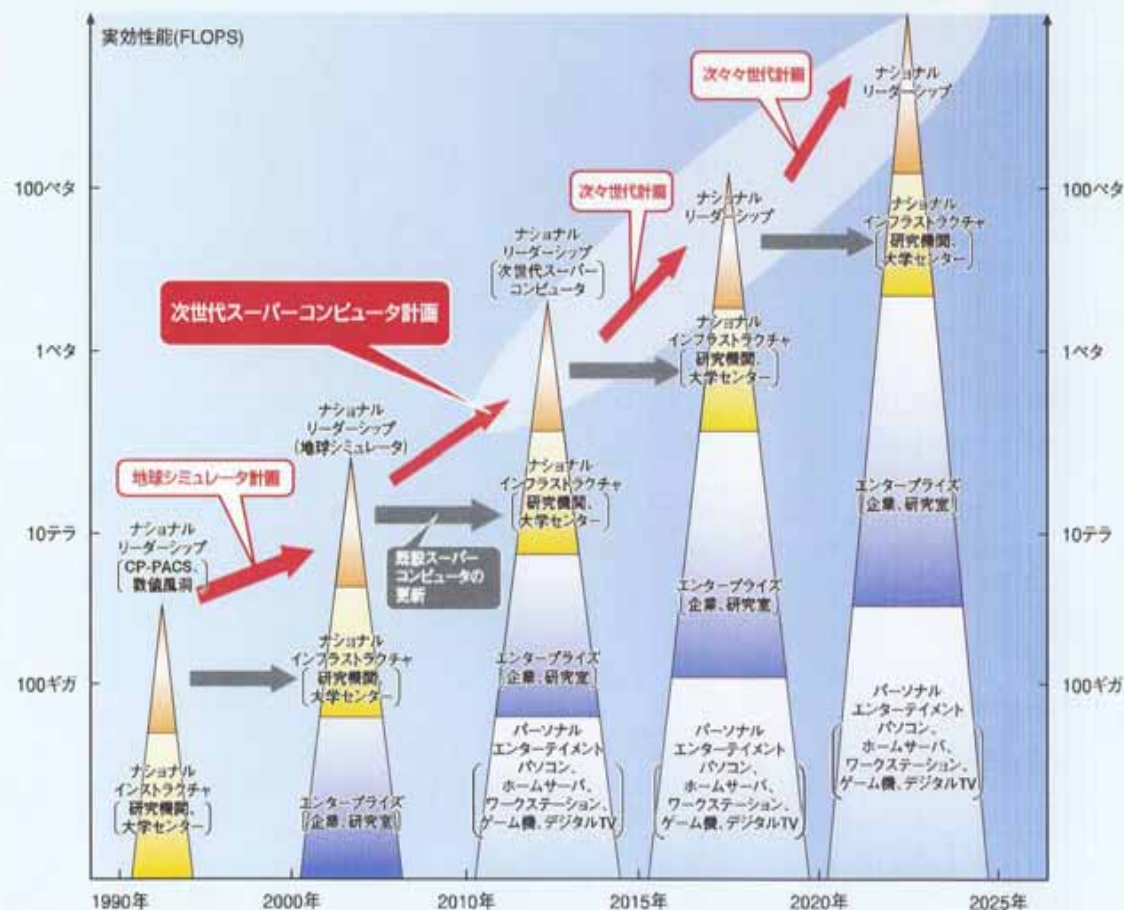 実効性能(FLOPS)
100ペタ
1ペタ
10テラ
100ギガ
100ペタ
1ペタ
10テラ
100ギガ
地球シミュレータ計画
次世代スーパーコンピュータ計画
次々世代計画
次々々世代計画
既設スーパー
コンピュータの
更新
ナショナル
リーダーシップ
CP-PACS、
数値風洞
ナショナル
インストラクチャ
研究機関、
大学センター
ナショナル
リーダーシップ
(地球シミュレータ)
ナショナル
インフラストラクチャ
研究機関、
大学センター
エンタープライズ
企業、研究室
ナショナル
リーダーシップ
次世代スーパー
コンピュータ
ナショナル
インフラストラクチャ
研究機関、
大学センター
エンタープライズ
企業、研究室
パーソナル
エンターテイメント
パソコン、
ホームサーバ、
ワークステーション、
ゲーム機、デジタルTV
ナショナル
リーダーシップ
ナショナル
インフラストラクチャ
研究機関、
大学センター
エンタープライズ
企業、研究室
パーソナル
エンターテイメント
パソコン、
ホームサーバ、
ワークステーション、
ゲーム機、デジタルTV
ナショナル
リーダーシップ
ナショナル
インフラストラクチャ
研究機関、
大学センター
エンタープライズ
企業、研究室
パーソナル
エンターテイメント
パソコン、
ホームサーバ、
ワークステーション、
ゲーム機、デジタルTV
1990年
2000年
2010年
2015年
2020年
2025年